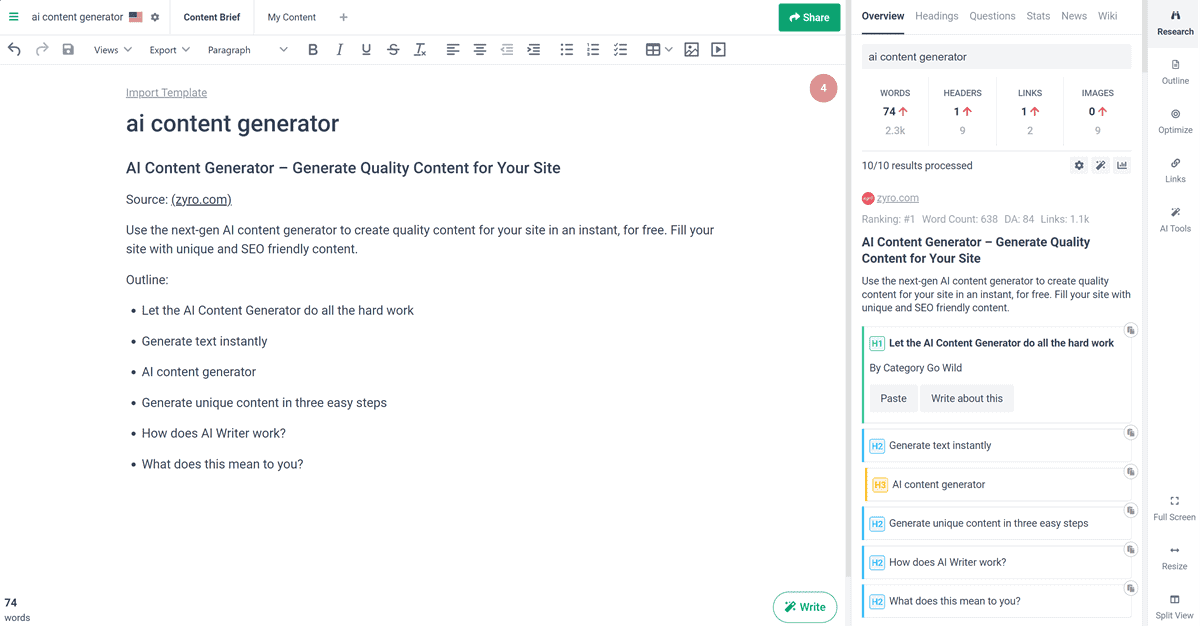 ai content generator
Content Brief
My Content
+
Share
Views
Export
Paragraph
B I U S
Import Template
4
ai content generator
AI Content Generator – Generate Quality Content for Your Site
Source: (zyro.com)
Use the next-gen AI content generator to create quality content for your site in an instant, for free. Fill your
site with unique and SEO friendly content.
Outline:
• Let the AI Content Generator do all the hard work
• Generate text instantly
• AI content generator
• Generate unique content in three easy steps
• How does AI Writer work?
• What does this mean to you?
74
words
Write
Overview Headings Questions Stats News Wiki
ai content generator
WORDS HEADERS LINKS IMAGES
74 ↑ 1 ↑ 1 ↑ 0 ↑
2.3k 9 2 9
10/10 results processed
zyro.com
Ranking: #1 Word Count: 638 DA: 84 Links: 1.1k
AI Content Generator – Generate Quality
Content for Your Site
Use the next-gen AI content generator to create quality
content for your site in an instant, for free. Fill your site with
unique and SEO friendly content.
H1 Let the AI Content Generator do all the hard work
By Category Go Wild
Paste Write about this
H2 Generate text instantly
H3 AI content generator
H2 Generate unique content in three easy steps
H2 How does AI Writer work?
H2 What does this mean to you?
Research
Outline
Optimize
Links
AI Tools
Full Screen
Resize
Split View